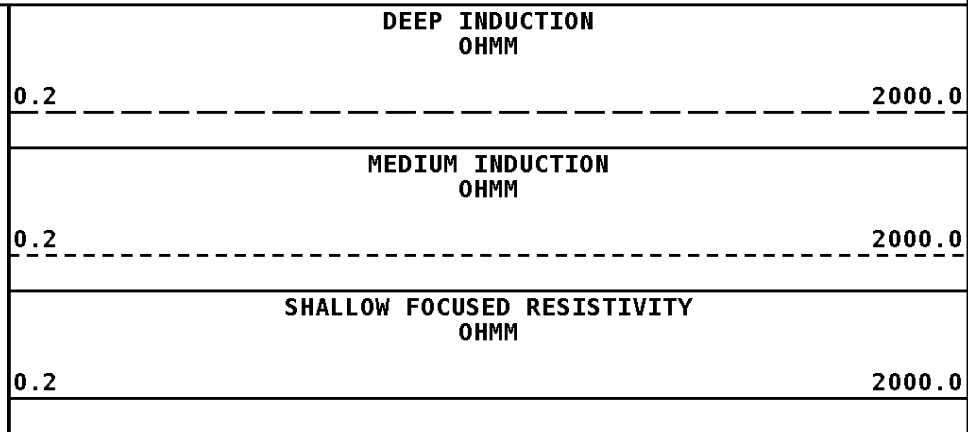 DEEP INDUCTION
OHMM
0.2 2000.0
MEDIUM INDUCTION
OHMM
0.2 2000.0
SHALLOW FOCUSED RESISTIVITY
OHMM
0.2 2000.0